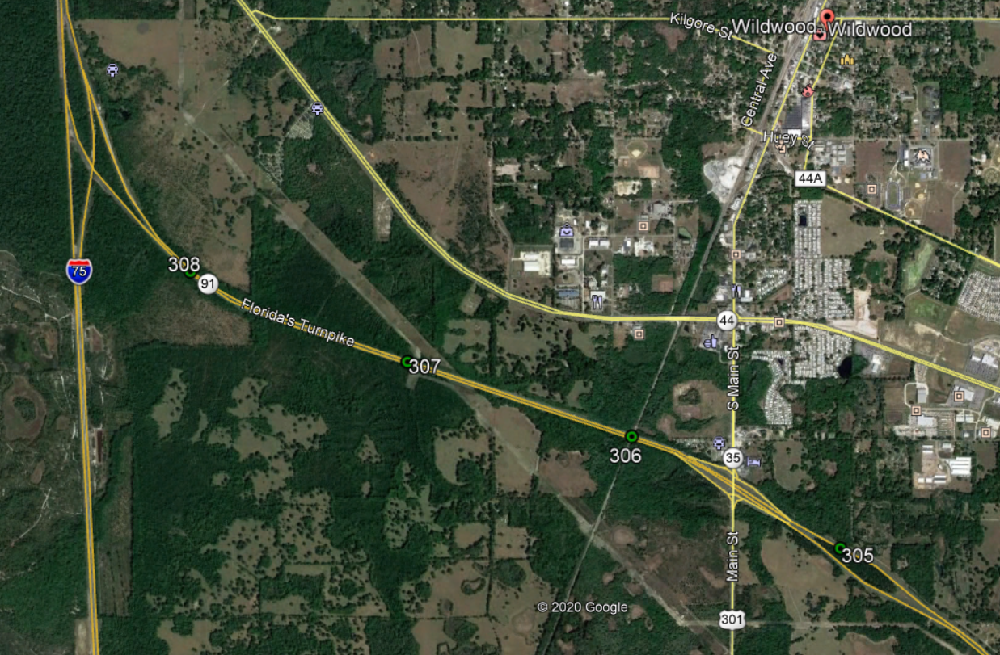 Kilgore St
Wildwood
Wildwood
Central Ave
Huey St
44A
75
308
91
Florida's Turnpike
307
44
S Main St
306
35
305
Main St
© 2020 Google
301